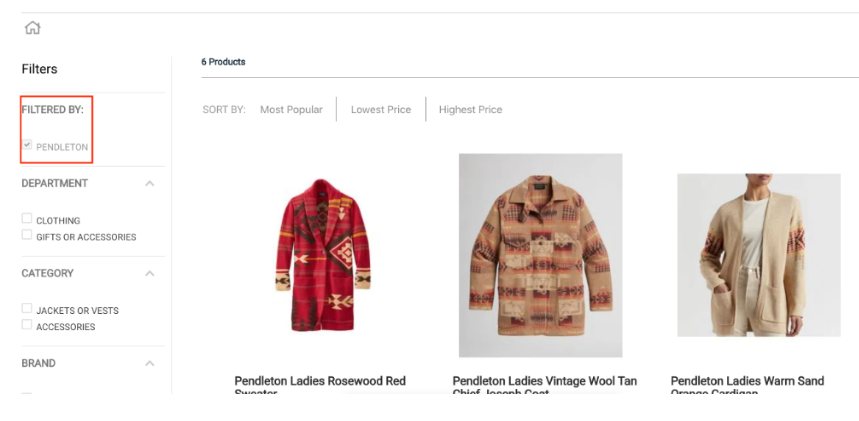 Filters
FILTERED BY:
PENDLETON
DEPARTMENT
CLOTHING
GIFTS OR ACCESSORIES
CATEGORY
JACKETS OR VESTS
ACCESSORIES
BRAND
6 Products
SORT BY: Most Popular Lowest Price Highest Price
Pendleton Ladies Rosewood Red
Sweater
Pendleton Ladies Vintage Wool Tan
Chief Joseph Coat
Pendleton Ladies Warm Sand
Orange Cardigan